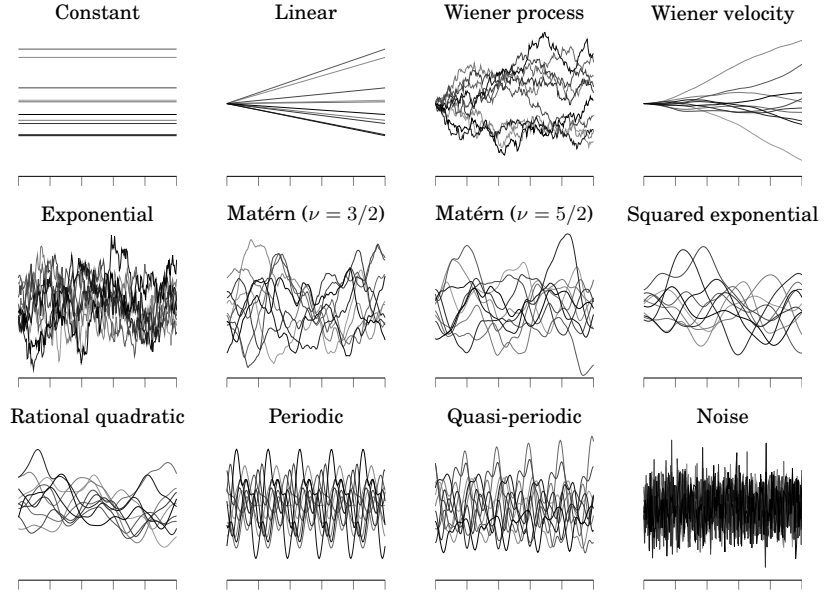 Constant
Linear
Wiener process
Wiener velocity
Exponential
Matérn (ν = 3/2)
Matérn (ν = 5/2)
Squared exponential
Rational quadratic
Periodic
Quasi-periodic
Noise